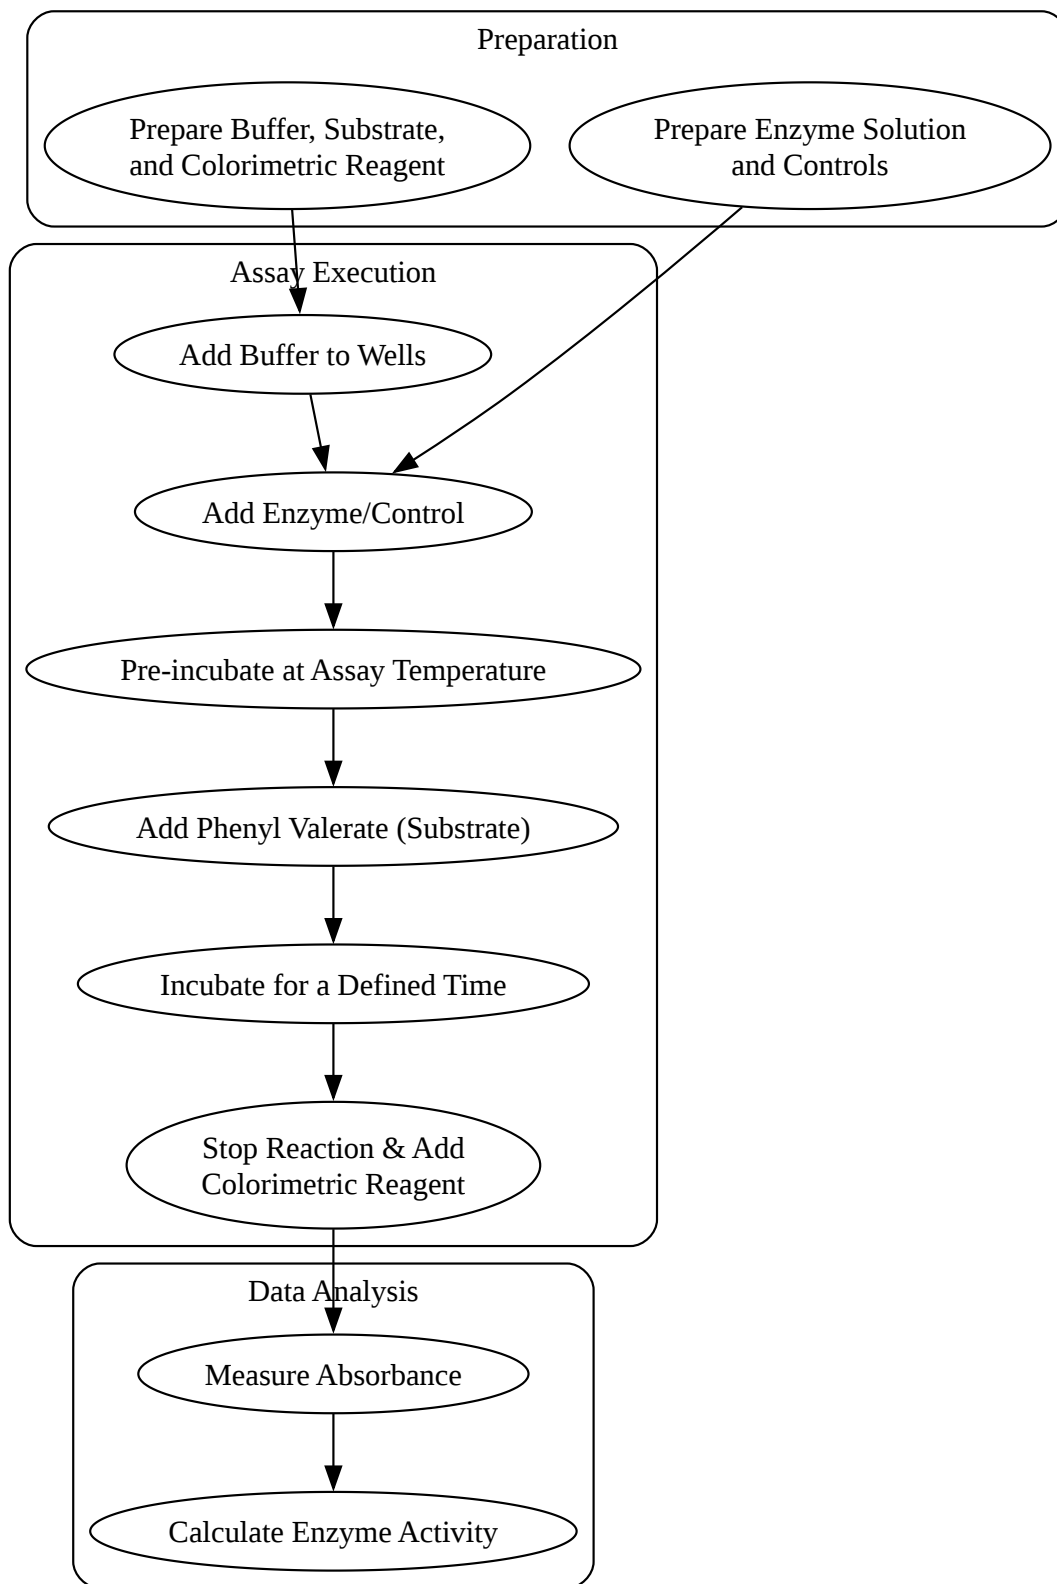 Preparation
Prepare Buffer, Substrate,
and Colorimetric Reagent
Prepare Enzyme Solution
and Controls
Assay Execution
Add Buffer to Wells
Add Enzyme/Control
Pre-incubate at Assay Temperature
Add Phenyl Valerate (Substrate)
Incubate for a Defined Time
Stop Reaction & Add
Colorimetric Reagent
Data Analysis
Measure Absorbance
Calculate Enzyme Activity